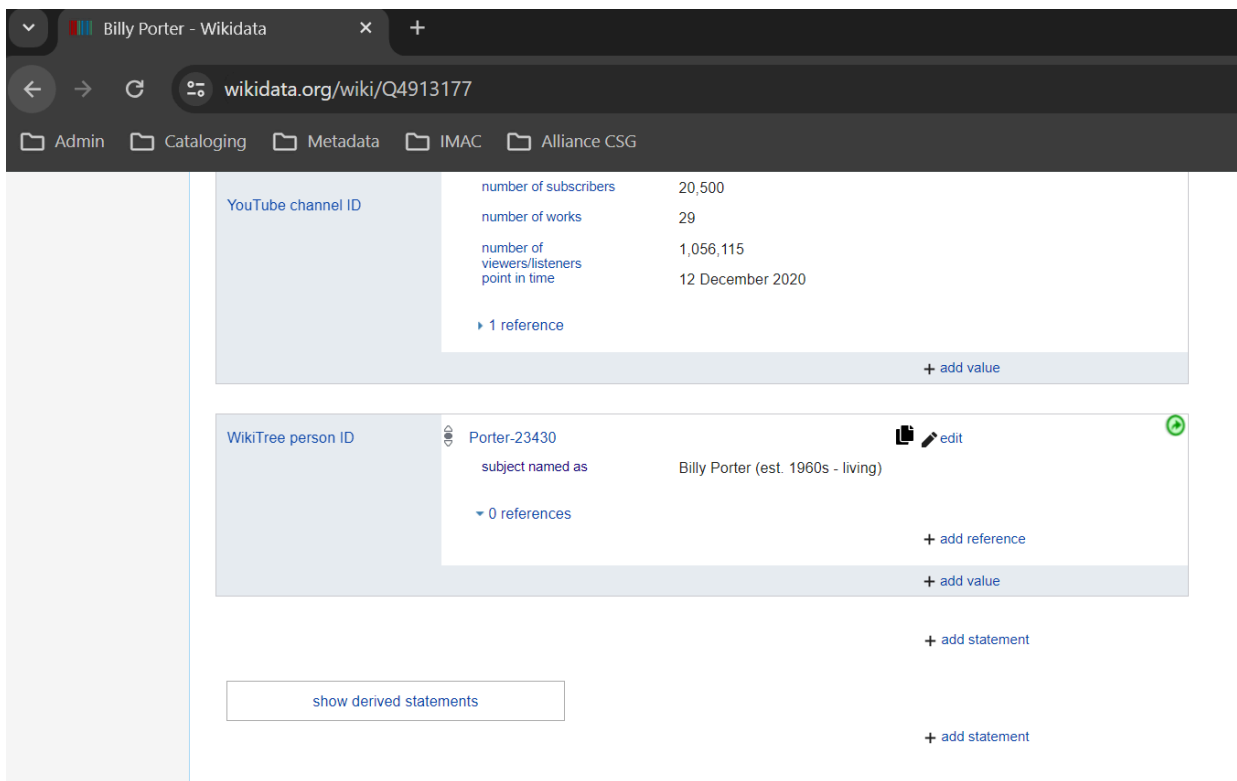 Billy Porter - Wikidata
wikidata.org/wiki/Q4913177
Admin Cataloging Metadata IMAC Alliance CSG
YouTube channel ID
number of subscribers 20,500
number of works 29
number of
viewers/listeners 1,056,115
point in time 12 December 2020
1 reference
+ add value
WikiTree person ID
Porter-23430 edit
subject named as Billy Porter (est. 1960s - living)
0 references
+ add reference
+ add value
+ add statement
show derived statements
+ add statement